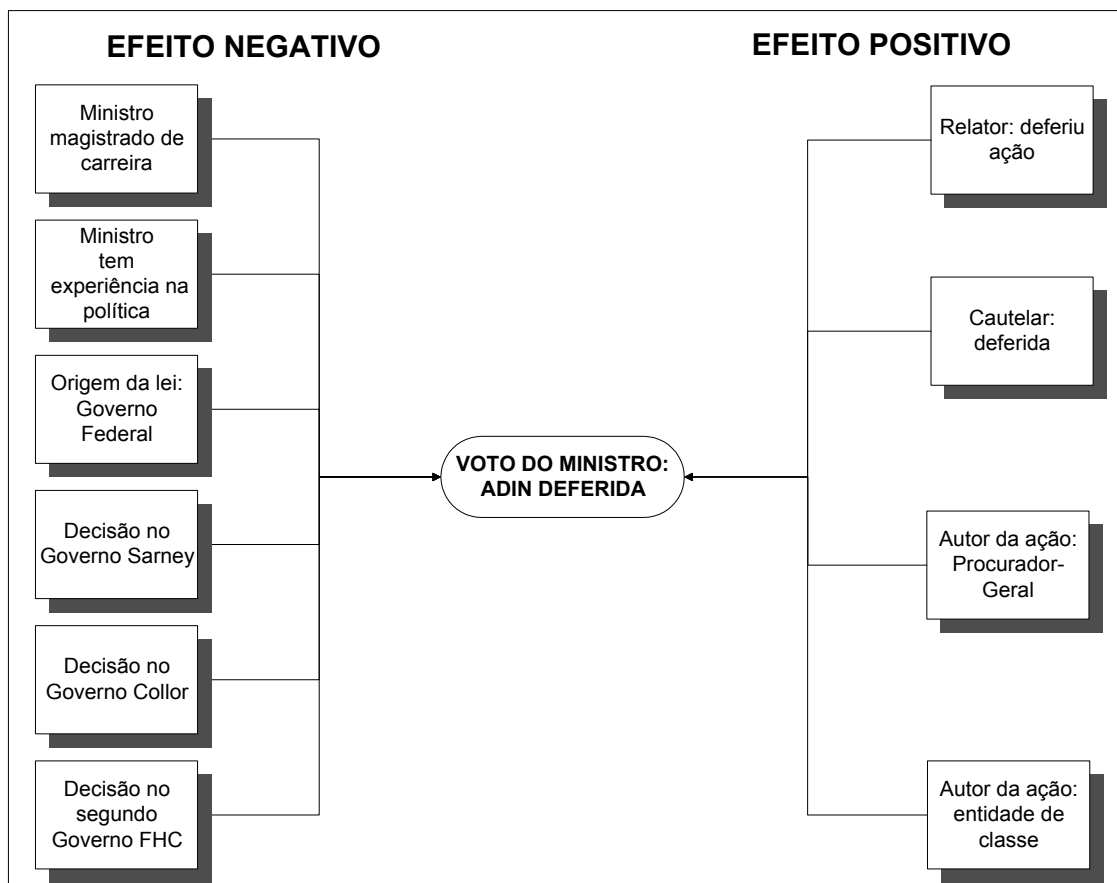 EFEITO NEGATIVO
Ministro
magistrado de
carreira
Ministro
tem
experiência na
política
Origem da lei:
Governo
Federal
Decisão no
Governo Sarney
Decisão no
Governo Collor
Decisão no
segundo
Governo FHC
VOTO DO MINISTRO:
ADIN DEFERIDA
EFEITO POSITIVO
Relator: deferiu
ação
Cautelar:
deferida
Autor da ação:
Procurador-
Geral
Autor da ação:
entidade de
classe